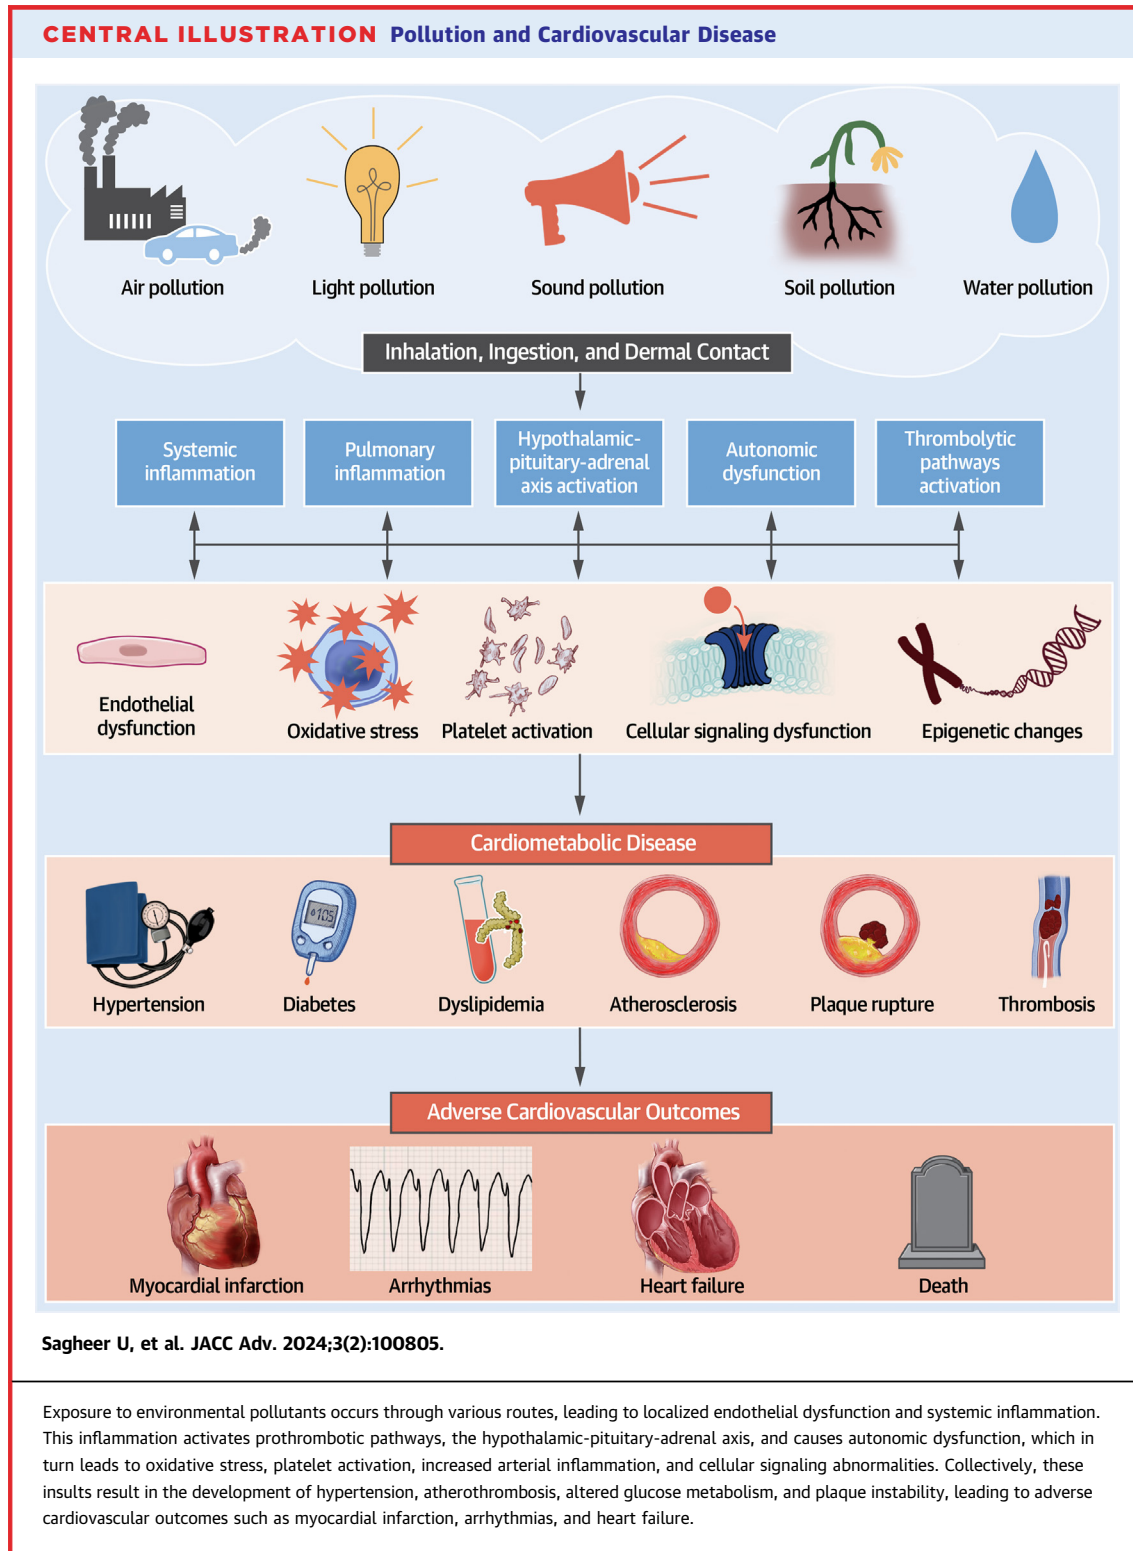 CENTRAL ILLUSTRATION Pollution and Cardiovascular Disease
Air pollution
Light pollution
Sound pollution
Soil pollution
Water pollution
Inhalation, Ingestion, and Dermal Contact
Systemic
inflammation
Pulmonary
inflammation
Hypothalamic-
pituitary-adrenal
axis activation
Autonomic
dysfunction
Thrombolytic
pathways
activation
Endothelial
dysfunction
Oxidative stress
Platelet activation
Cellular signaling dysfunction
Epigenetic changes
Cardiometabolic Disease
105
Hypertension
Diabetes
Dyslipidemia
Atherosclerosis
Plaque rupture
Thrombosis
Adverse Cardiovascular Outcomes
Myocardial infarction
Arrhythmias
Heart failure
Death
Sagheer U, et al. JACC Adv. 2024;3(2):100805.
Exposure to environmental pollutants occurs through various routes, leading to localized endothelial dysfunction and systemic inflammation.
This inflammation activates prothrombotic pathways, the hypothalamic-pituitary-adrenal axis, and causes autonomic dysfunction, which in
turn leads to oxidative stress, platelet activation, increased arterial inflammation, and cellular signaling abnormalities. Collectively, these
insults result in the development of hypertension, atherothrombosis, altered glucose metabolism, and plaque instability, leading to adverse
cardiovascular outcomes such as myocardial infarction, arrhythmias, and heart failure.